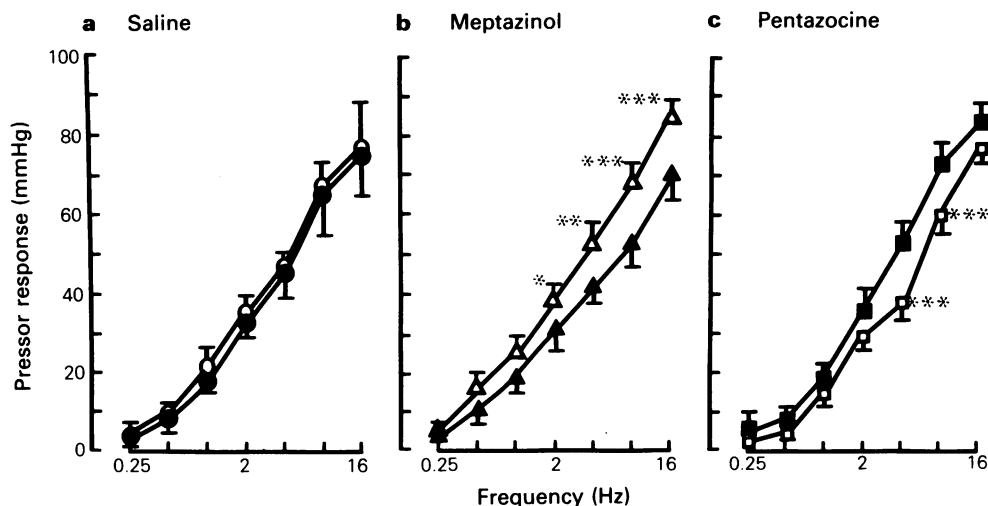 a Saline
b Meptazinol
c Pentazocine
Pressor response (mmHg)
100
80
60
40
20
0
***
***
**
*
***
***
0.25 2 16
0.25 2 16
0.25 2 16
Frequency (Hz)